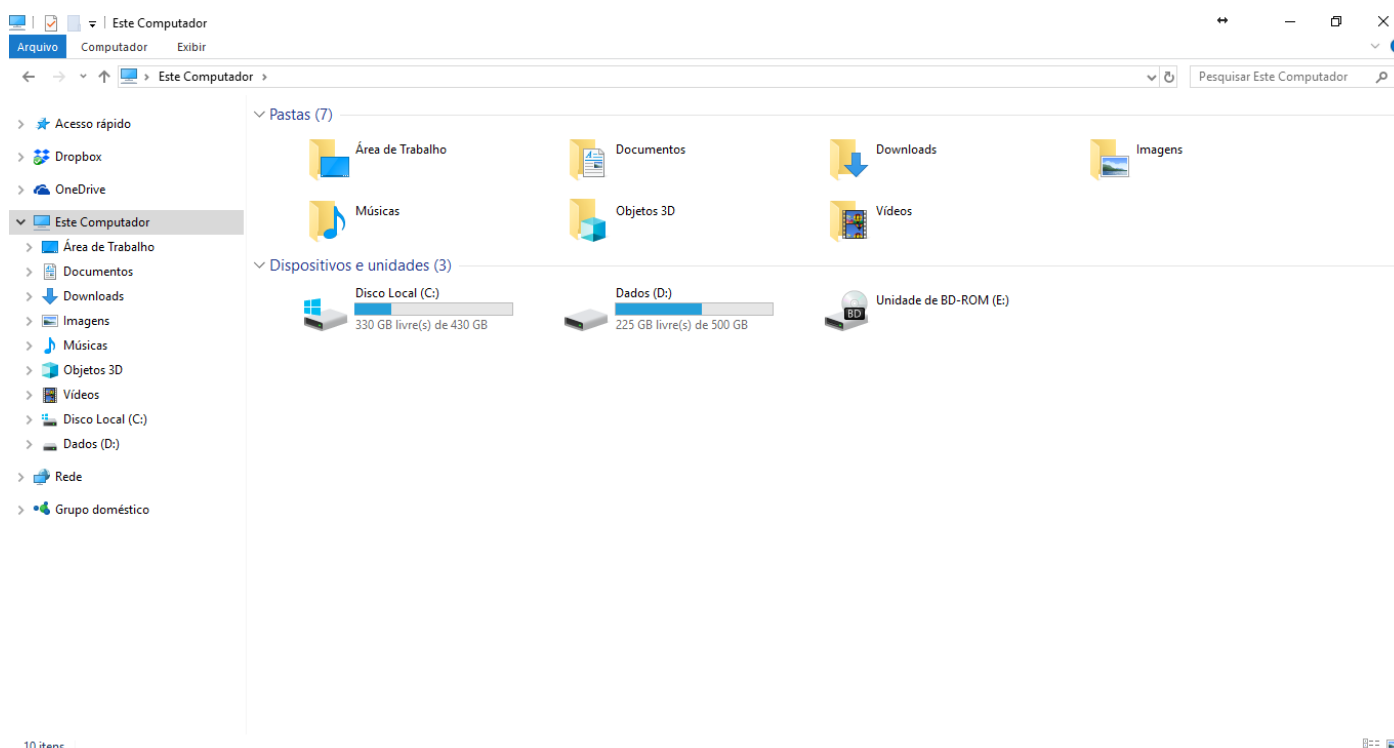 Este Computador
Arquivo Computador Exibir
Este Computador
Pesquisar Este Computador
Acesso rápido
Dropbox
OneDrive
Este Computador
Área de Trabalho
Documentos
Downloads
Imagens
Músicas
Objetos 3D
Vídeos
Disco Local (C:)
Dados (D:)
Rede
Grupo doméstico
Pastas (7)
Área de Trabalho
Documentos
Downloads
Imagens
Músicas
Objetos 3D
Vídeos
Dispositivos e unidades (3)
Disco Local (C:)
330 GB livre(s) de 430 GB
Dados (D:)
225 GB livre(s) de 500 GB
BD
Unidade de BD-ROM (E:)
10 itens